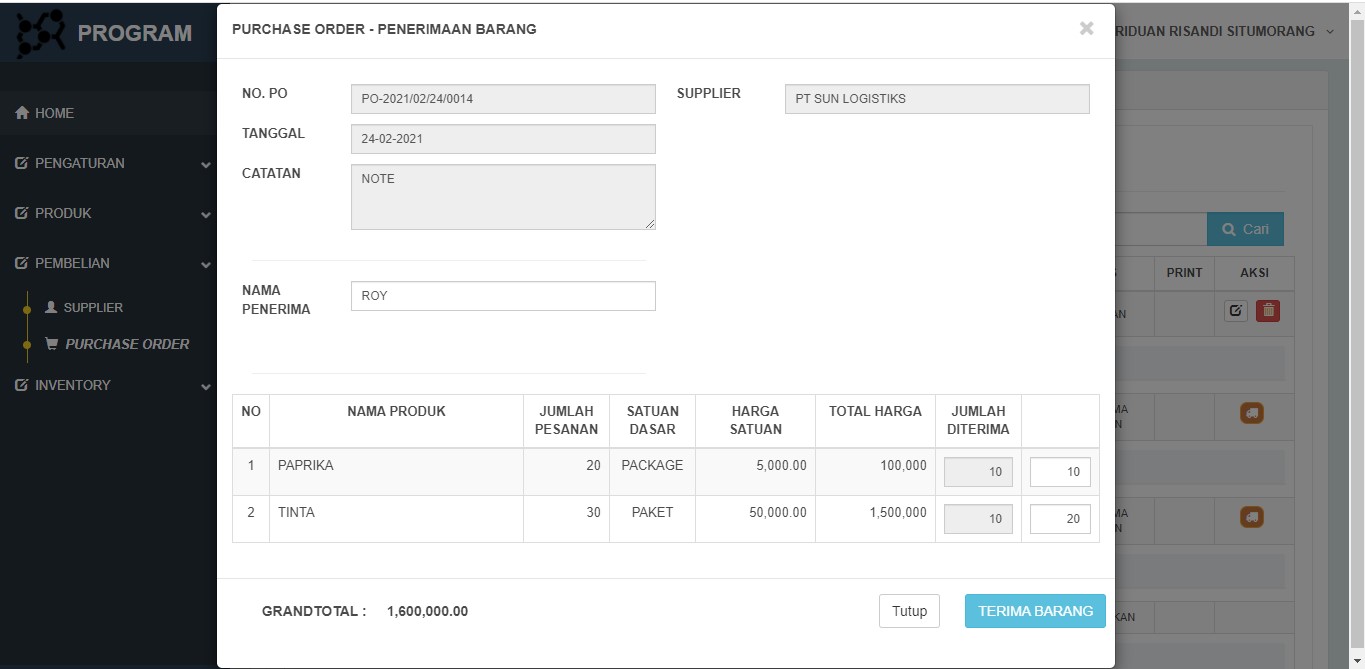 PROGRAM
HOME
PENGATURAN
PRODUK
PEMBELIAN
SUPPLIER
PURCHASE ORDER
INVENTORY
PURCHASE ORDER - PENERIMAAN BARANG ×
NO. PO PO-2021/02/24/0014 SUPPLIER PT SUN LOGISTIKS
TANGGAL 24-02-2021
CATATAN NOTE
NAMA
PENERIMA ROY
NO NAMA PRODUK JUMLAH PESANAN SATUAN DASAR HARGA SATUAN TOTAL HARGA JUMLAH DITERIMA
1 PAPRIKA 20 PACKAGE 5,000.00 100,000 10 10
2 TINTA 30 PAKET 50,000.00 1,500,000 10 20
GRANDTOTAL : 1,600,000.00 Tutup TERIMA BARANG
RIDUAN RISANDI SITUMORANG
Cari
PRINT AKSI